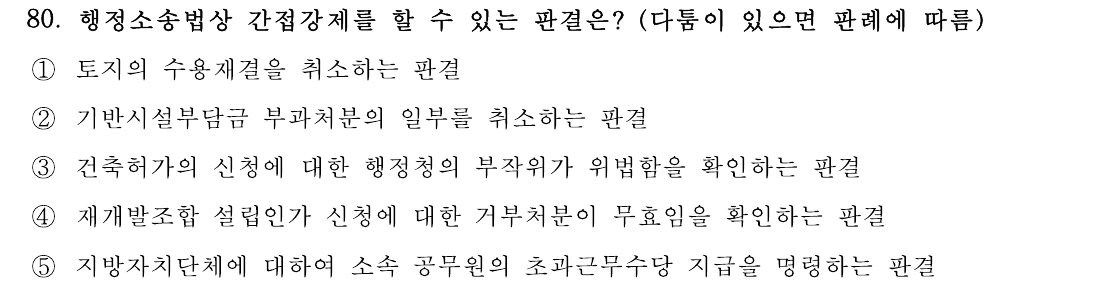 80. 행정소송법상 간접강제를 할 수 있는 판결은? (다툼이 있으면 판례에 따름)
① 토지의 수용재결을 취소하는 판결
② 기반시설부담금 부과처분의 일부를 취소하는 판결
③ 건축허가의 신청에 대한 행정청의 부작위가 위법함을 확인하는 판결
④ 재개발조합 설립인가 신청에 대한 거부처분이 무효임을 확인하는 판결
⑤ 지방자치단체에 대하여 소속 공무원의 초과근무수당 지급을 명령하는 판결